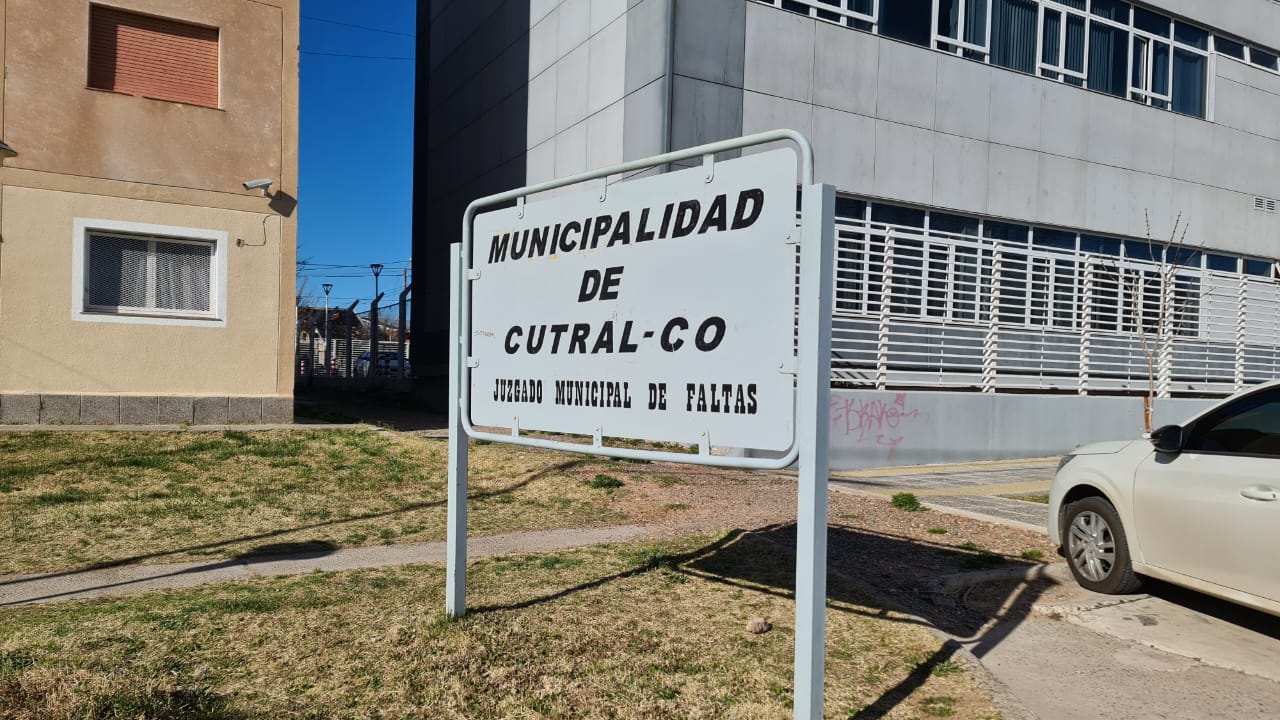 MUNICIPALIDAD
DE
CUTRAL-CO
JUZGADO MUNICIPAL DE FALTAS